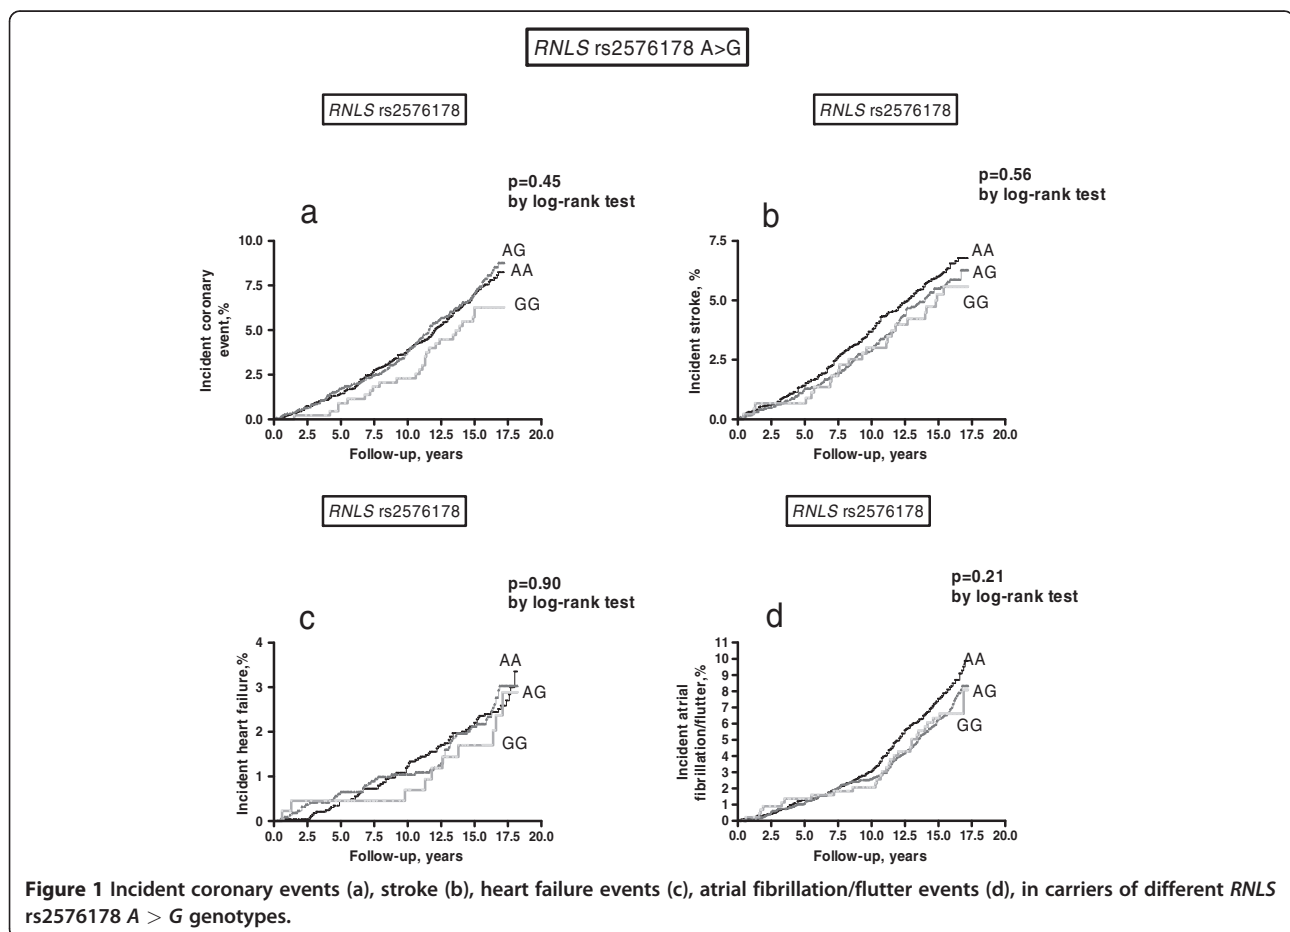 RNLS rs2576178 A>G
RNLS rs2576178
p=0.45
by log-rank test
a
Incident coronary
event,%
10.0
7.5
5.0
2.5
0.0
AG
AA
GG
0.0 2.5 5.0 7.5 10.0 12.5 15.0 17.5 20.0
Follow-up, years
RNLS rs2576178
p=0.56
by log-rank test
b
Incident stroke, %
7.5
5.0
2.5
0.0
AA
AG
GG
0.0 2.5 5.0 7.5 10.0 12.5 15.0 17.5 20.0
Follow-up, years
RNLS rs2576178
p=0.90
by log-rank test
c
Incident heart failure,%
4
3
2
1
0
AA
AG
GG
0.0 2.5 5.0 7.5 10.0 12.5 15.0 17.5 20.0
Follow-up, years
RNLS rs2576178
p=0.21
by log-rank test
d
Incident atrial
fibrillation/flutter,%
11
10
9
8
7
6
5
4
3
2
1
0
AA
AG
GG
0.0 2.5 5.0 7.5 10.0 12.5 15.0 17.5 20.0
Follow-up, years
Figure 1 Incident coronary events (a), stroke (b), heart failure events (c), atrial fibrillation/flutter events (d), in carriers of different RNLS
rs2576178 A > G genotypes.